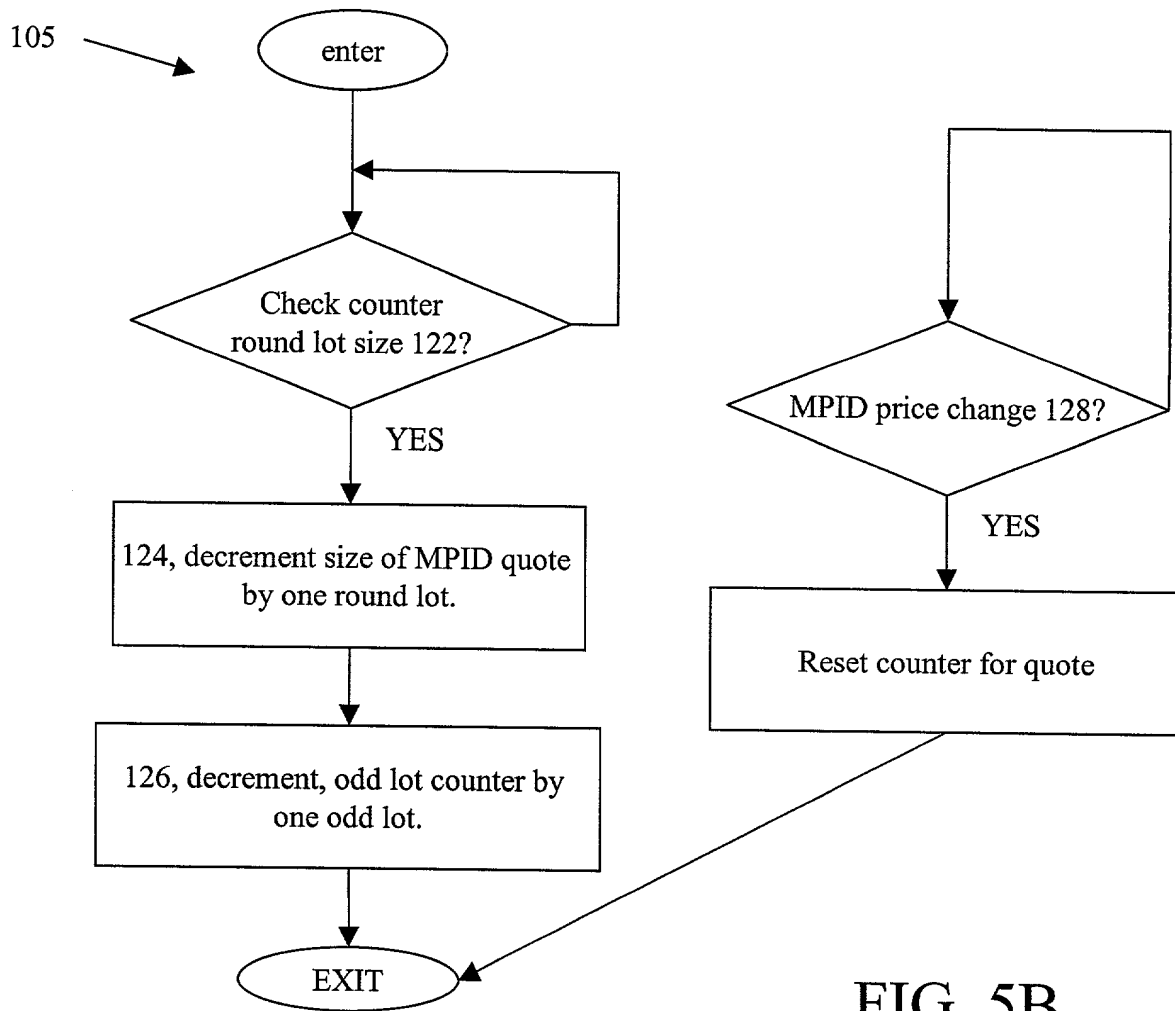 105
enter
Check counter
round lot size 122?
YES
124, decrement size of MPID quote
by one round lot.
126, decrement, odd lot counter by
one odd lot.
EXIT
MPID price change 128?
YES
Reset counter for quote
FIG. 5B